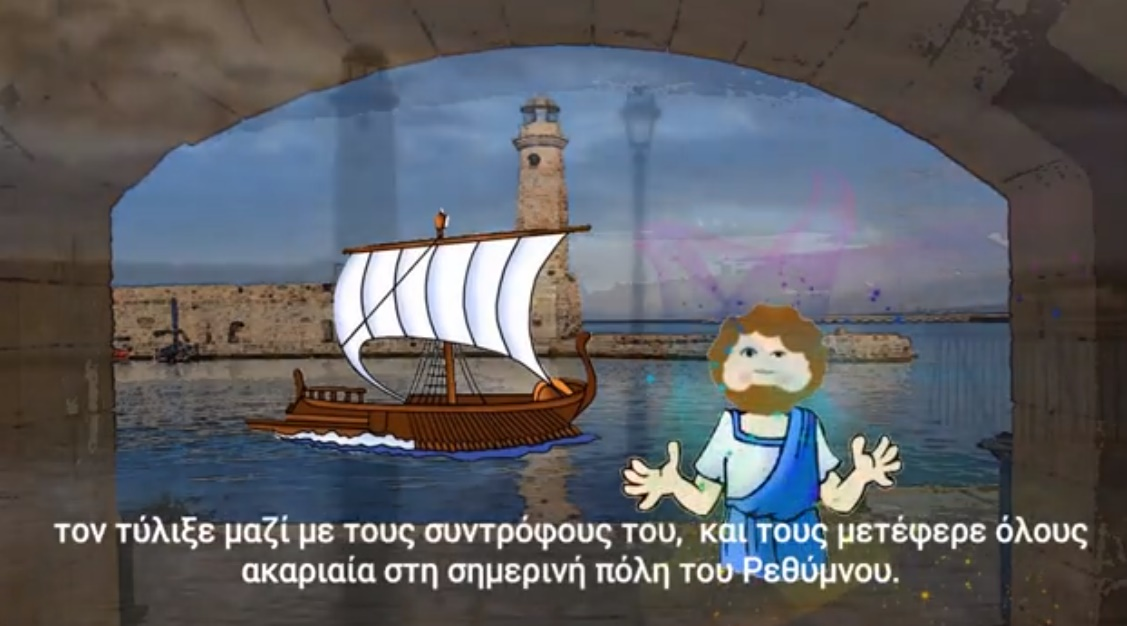 τον τύλιξε μαζί με τους συντρόφους του, και τους μετέφερε όλους
ακαριαία στη σημερινή πόλη του Ρεθύμνου.